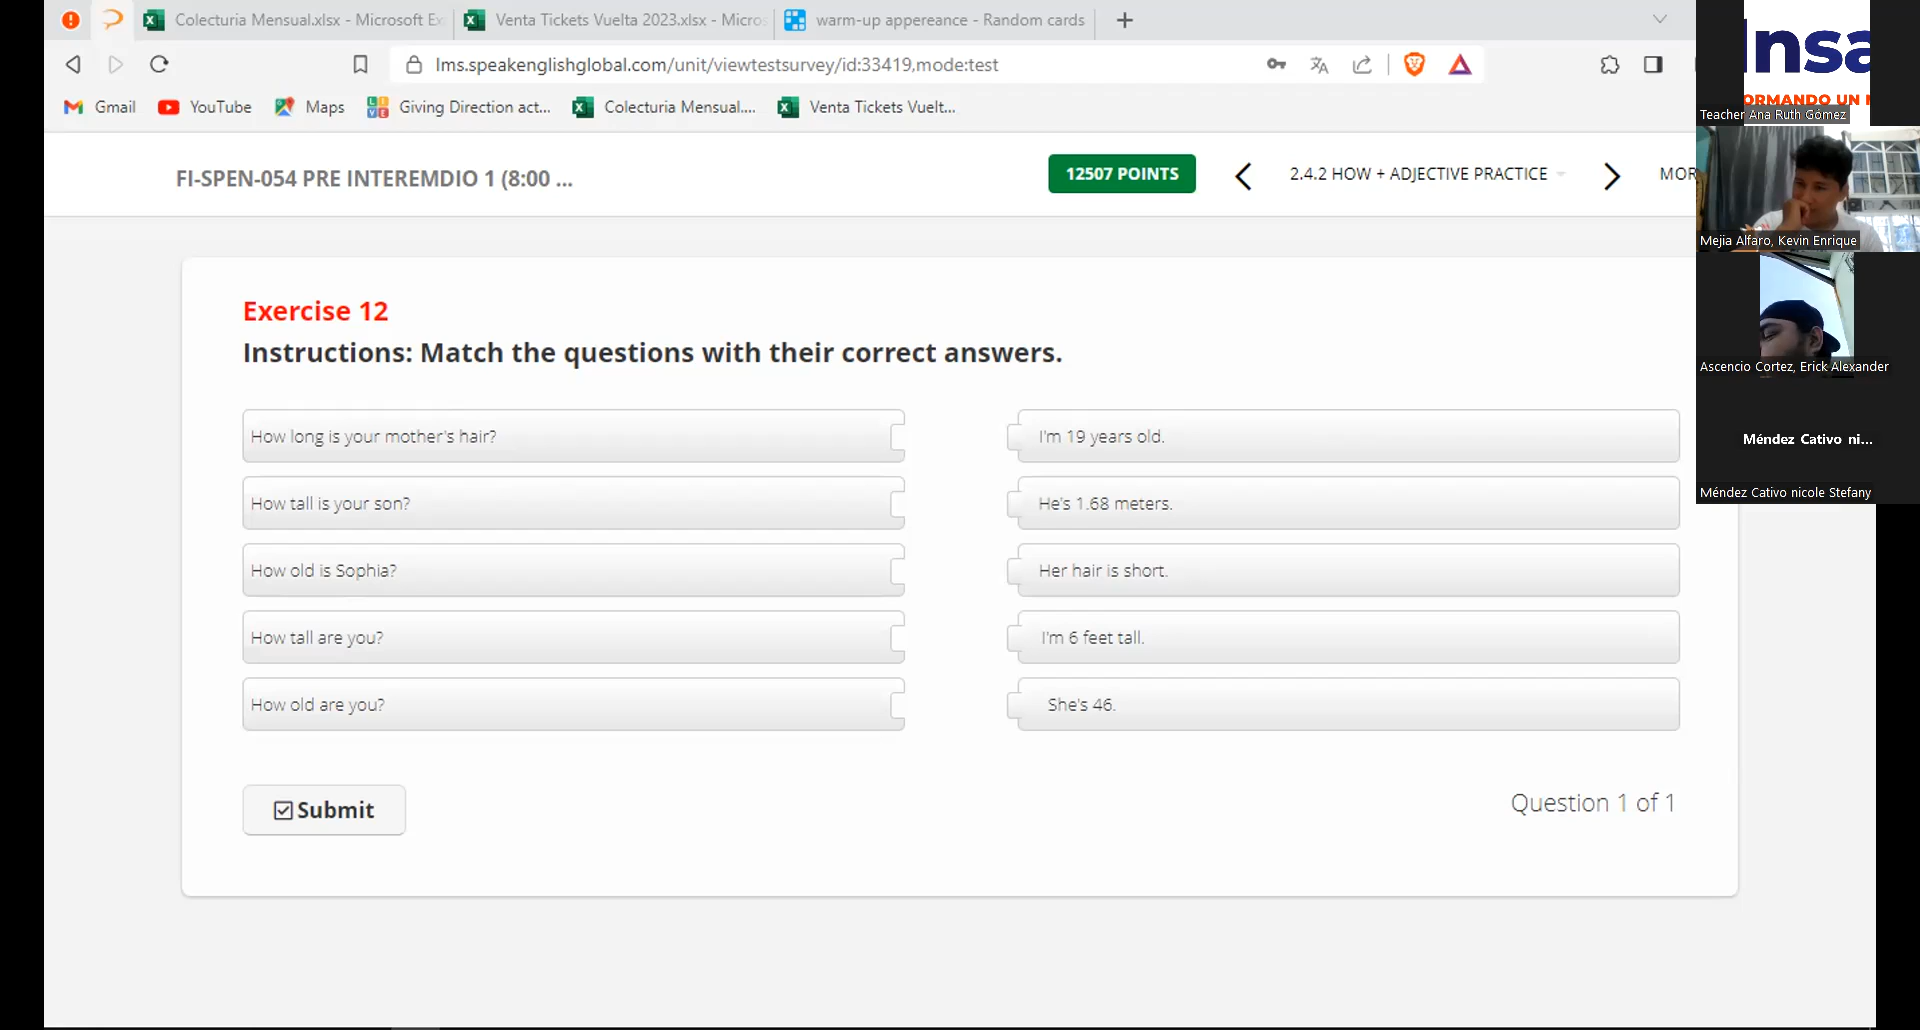 Colecturia Mensual.xlsx - Microsoft Ex
Venta Tickets Vuelta 2023.xlsx - Micros
warm-up appereance - Random cards
lms.speakenglishglobal.com/unit/viewtestsurvey/id:33419,mode:test
Gmail
YouTube
Maps
Giving Direction act...
Colecturia Mensual....
Venta Tickets Vuelt...
FI-SPEN-054 PRE INTEREMDIO 1 (8:00 ...
12507 POINTS
2.4.2 HOW + ADJECTIVE PRACTICE
MOR
Insa
ORMANDO UN
Teacher Ana Ruth Gómez
Mejia Alfaro, Kevin Enrique
Ascencio Cortez, Erick Alexander
Méndez Cativo ni...
Méndez Cativo nicole Stefany
Exercise 12
Instructions: Match the questions with their correct answers.
How long is your mother's hair?
I'm 19 years old.
How tall is your son?
He's 1.68 meters.
How old is Sophia?
Her hair is short.
How tall are you?
I'm 6 feet tall.
How old are you?
She's 46.
Submit
Question 1 of 1